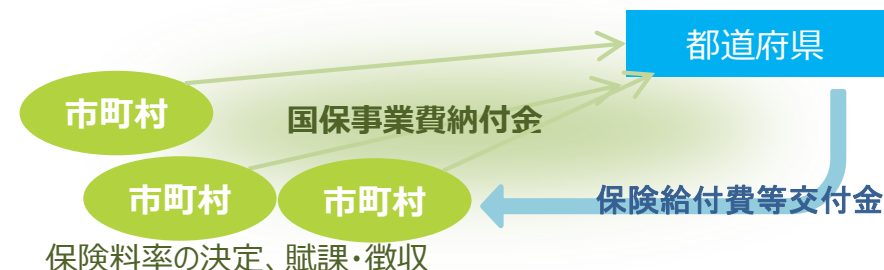 都道府県
市町村
国保事業費納付金
市町村
市町村
保険給付費等交付金
保険料率の決定、賦課・徴収